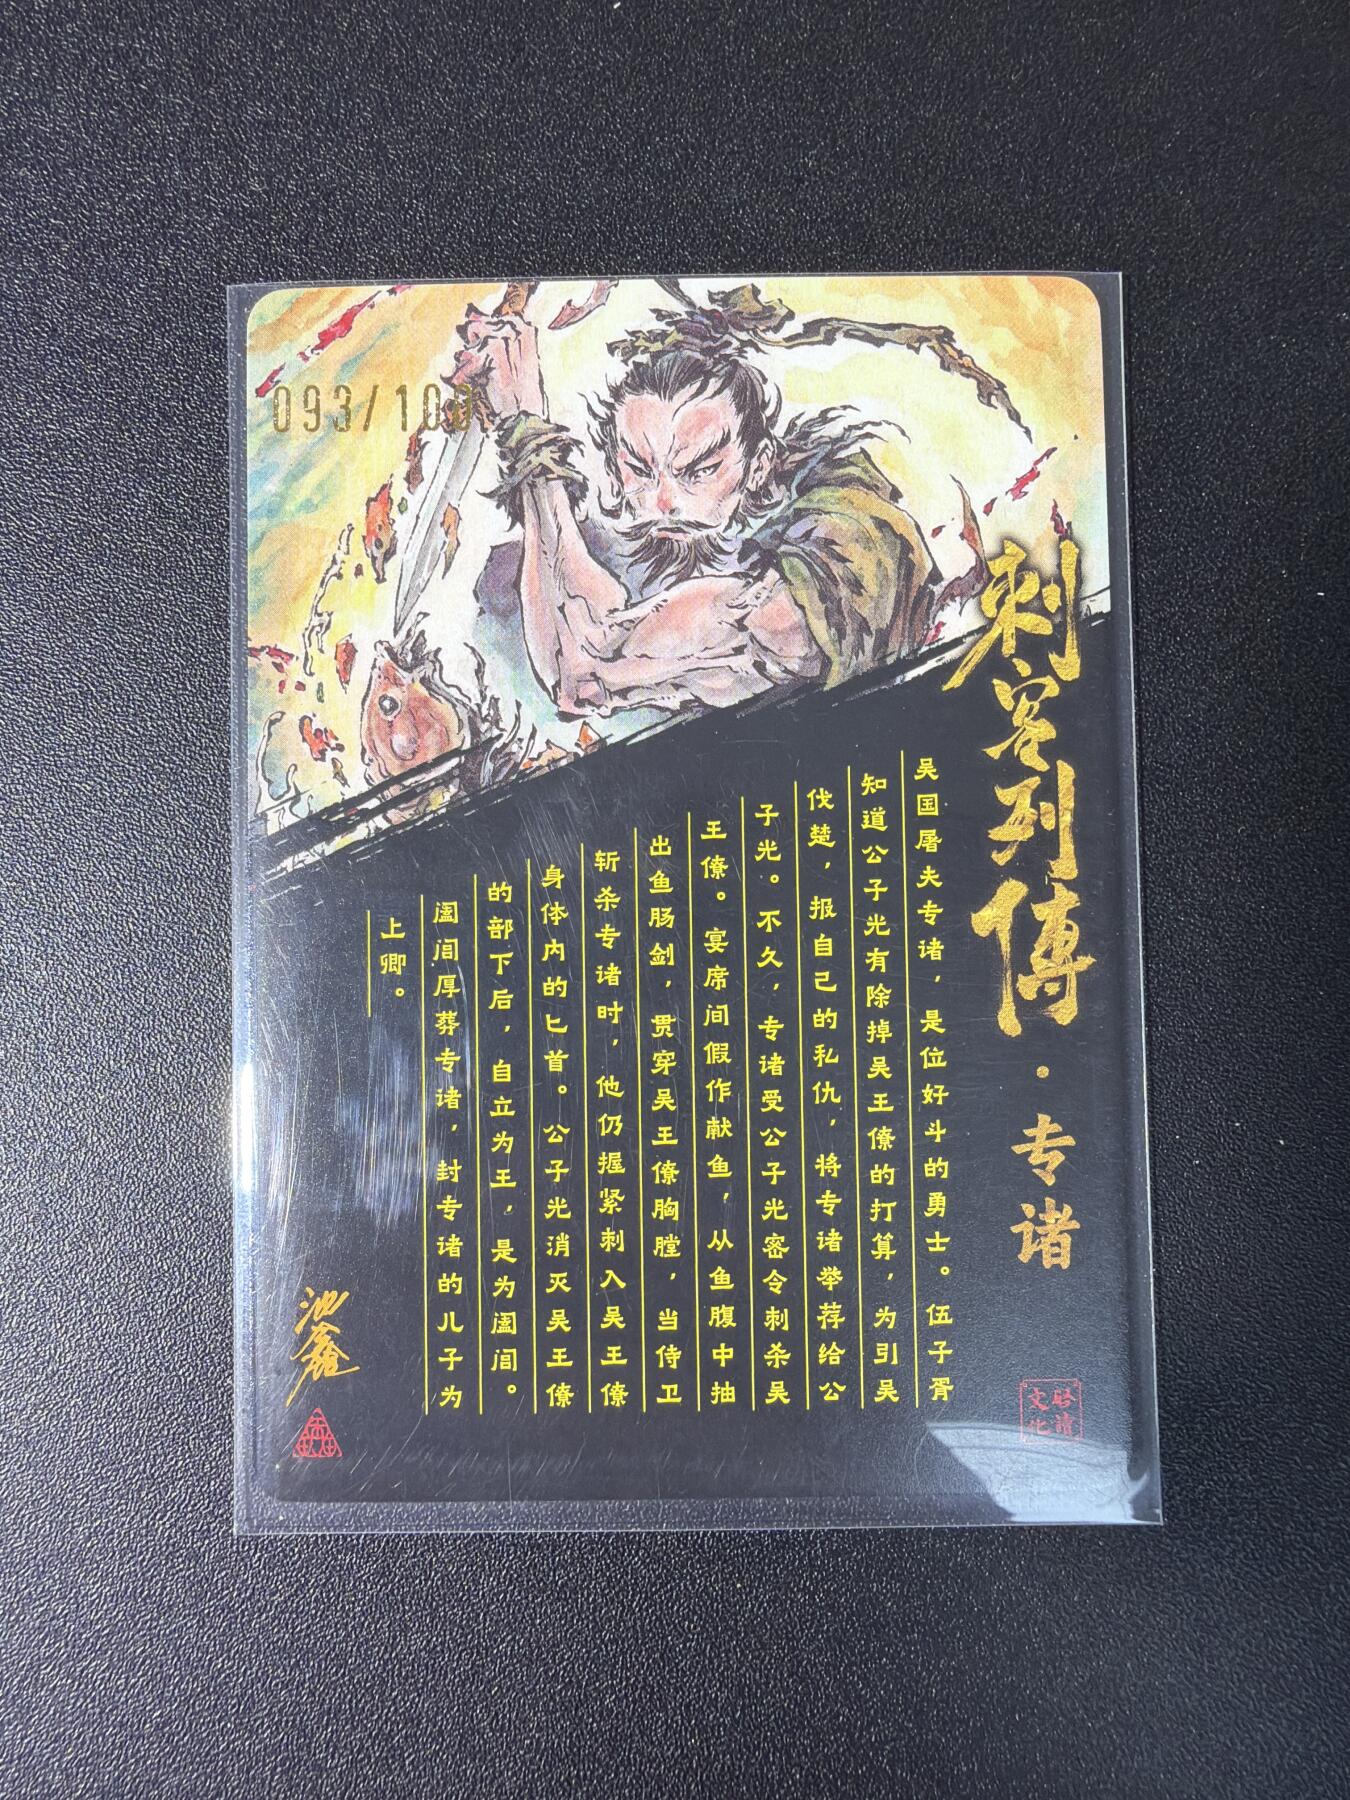 093/100
刺客列傳·专诸
吴国屠夫专诸，是位好斗的勇士。伍子胥
知道公子光有除掉吴王僚的打算，为引吴
伐楚，报自己的私仇，将专诸举荐给公
子光。不久，专诸受公子光密令刺杀吴
王僚。宴席间假作献鱼，从鱼腹中抽
出鱼肠剑，贯穿吴王僚胸膛，当侍卫
斩杀专诸时，他仍握紧刺入吴王僚
身体内的匕首。公子光消灭吴王僚
的部下后，自立为王，是为阖闾。
阖闾厚葬专诸，封专诸的儿子为
上卿。
池鑫